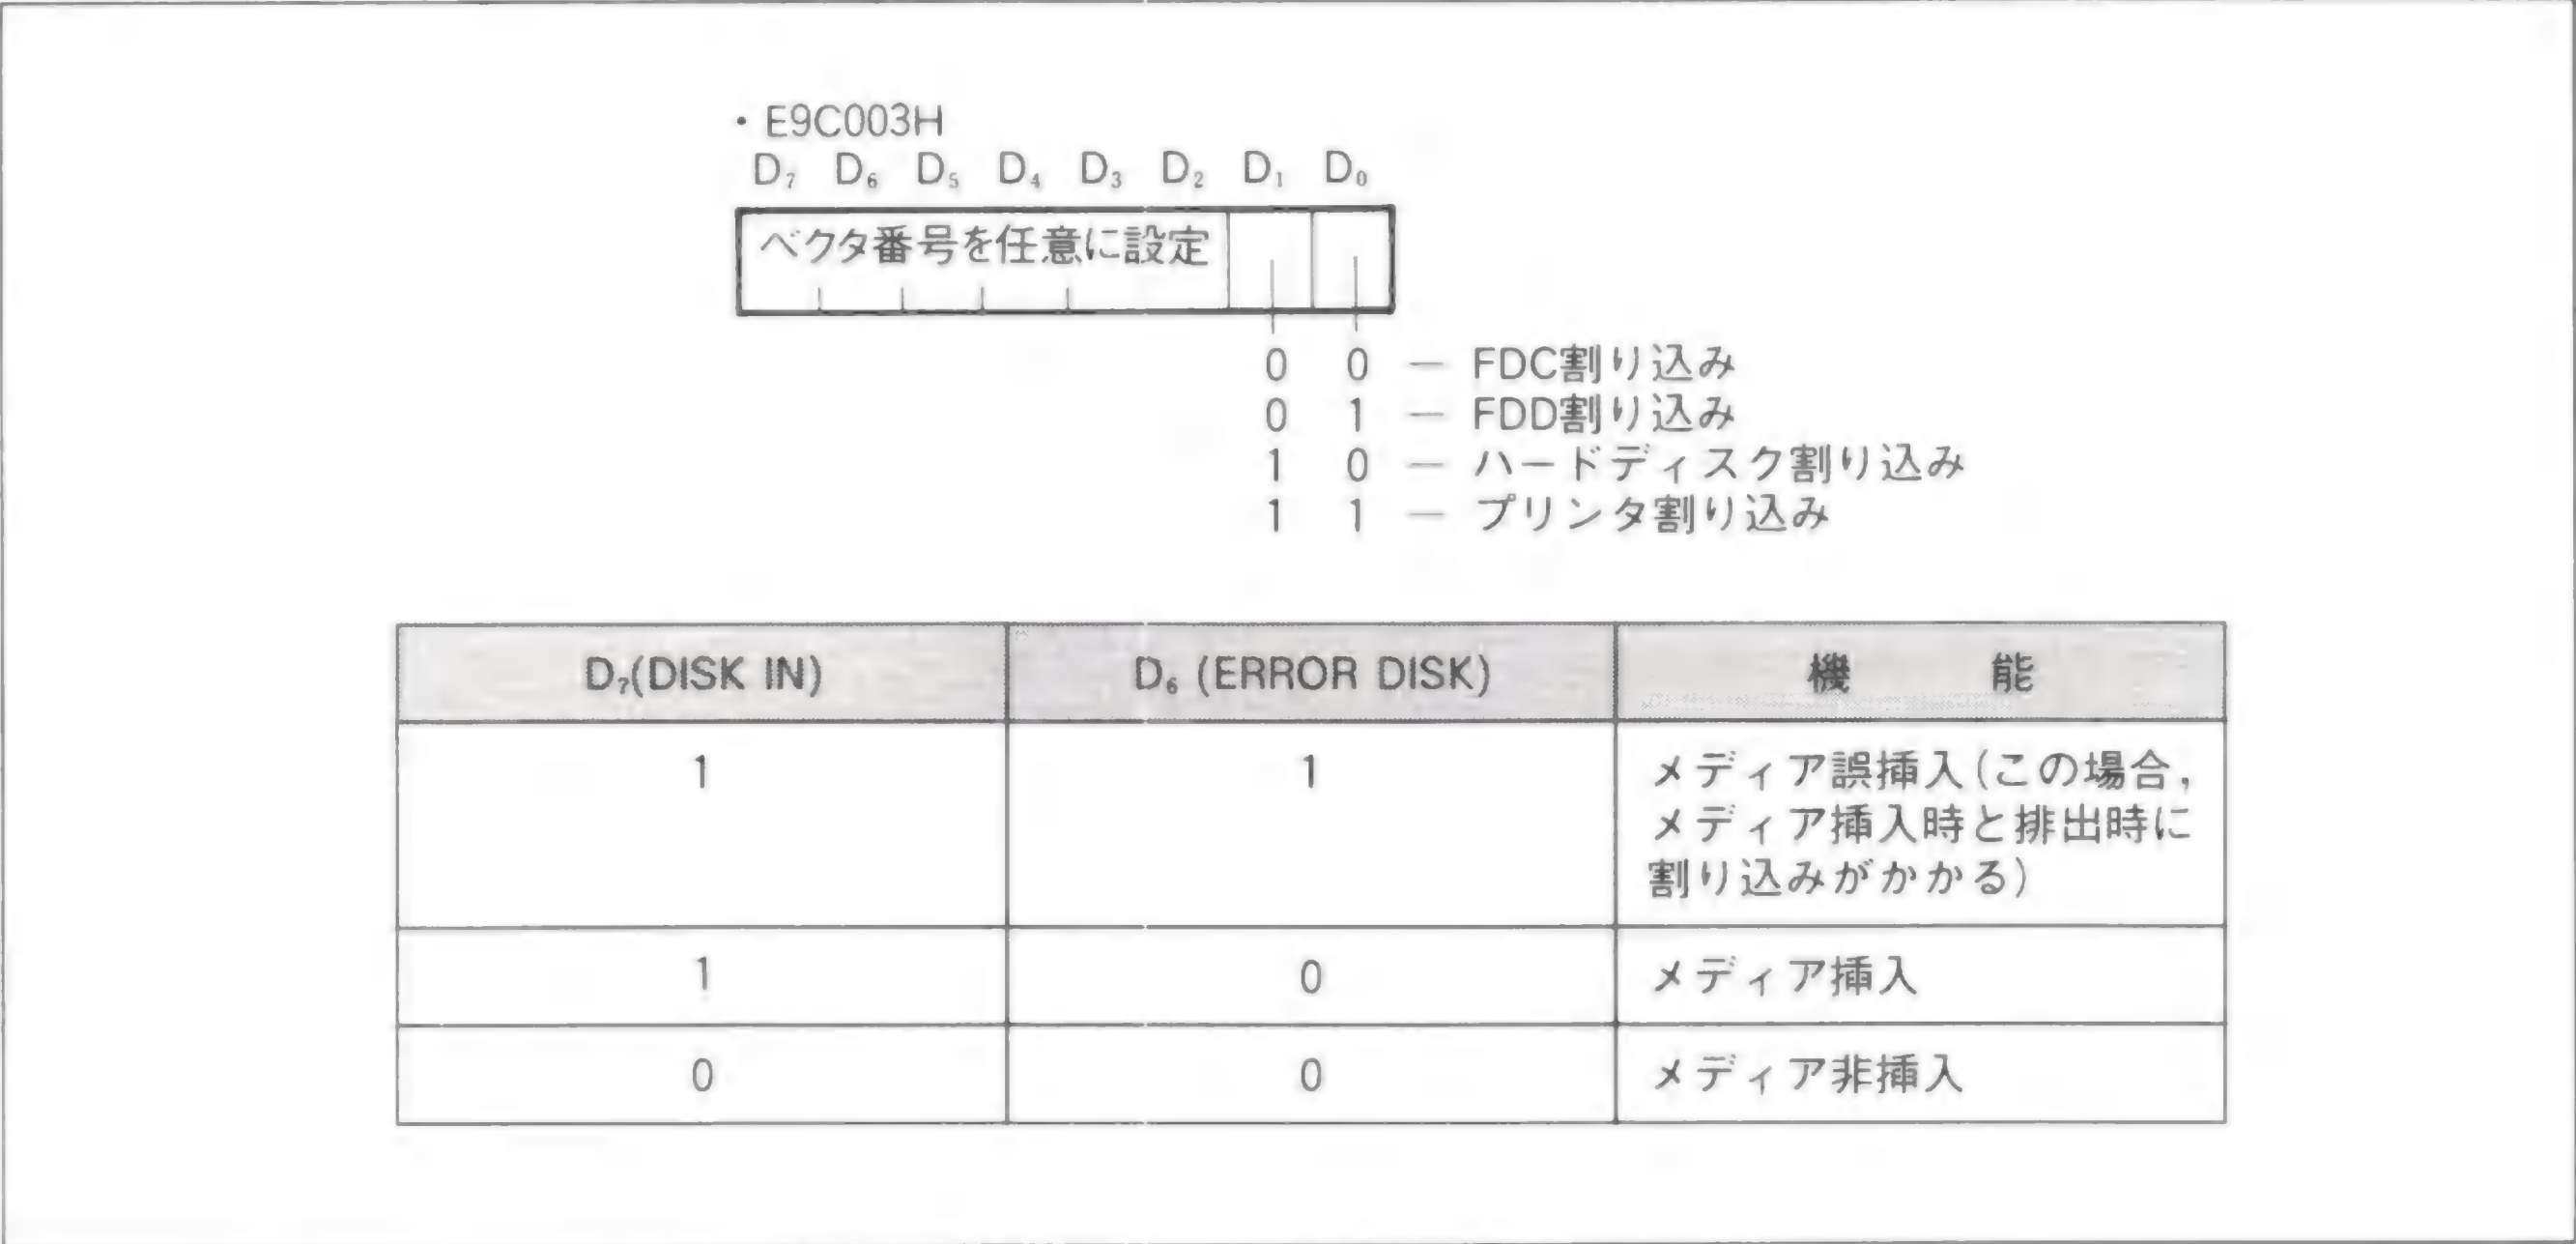 ・E9C003H
D₇ D₆ D₅ D₄ D₃ D₂ D₁ D₀
ベクタ番号を任意に設定
0 0 — FDC割り込み
0 1 — FDD割り込み
1 0 — ハードディスク割り込み
1 1 — プリンタ割り込み
D₇(DISK IN) D₆ (ERROR DISK) 機 能
1 1 メディア誤挿入(この場合,
メディア挿入時と排出時に
割り込みがかかる)
1 0 メディア挿入
0 0 メディア非挿入